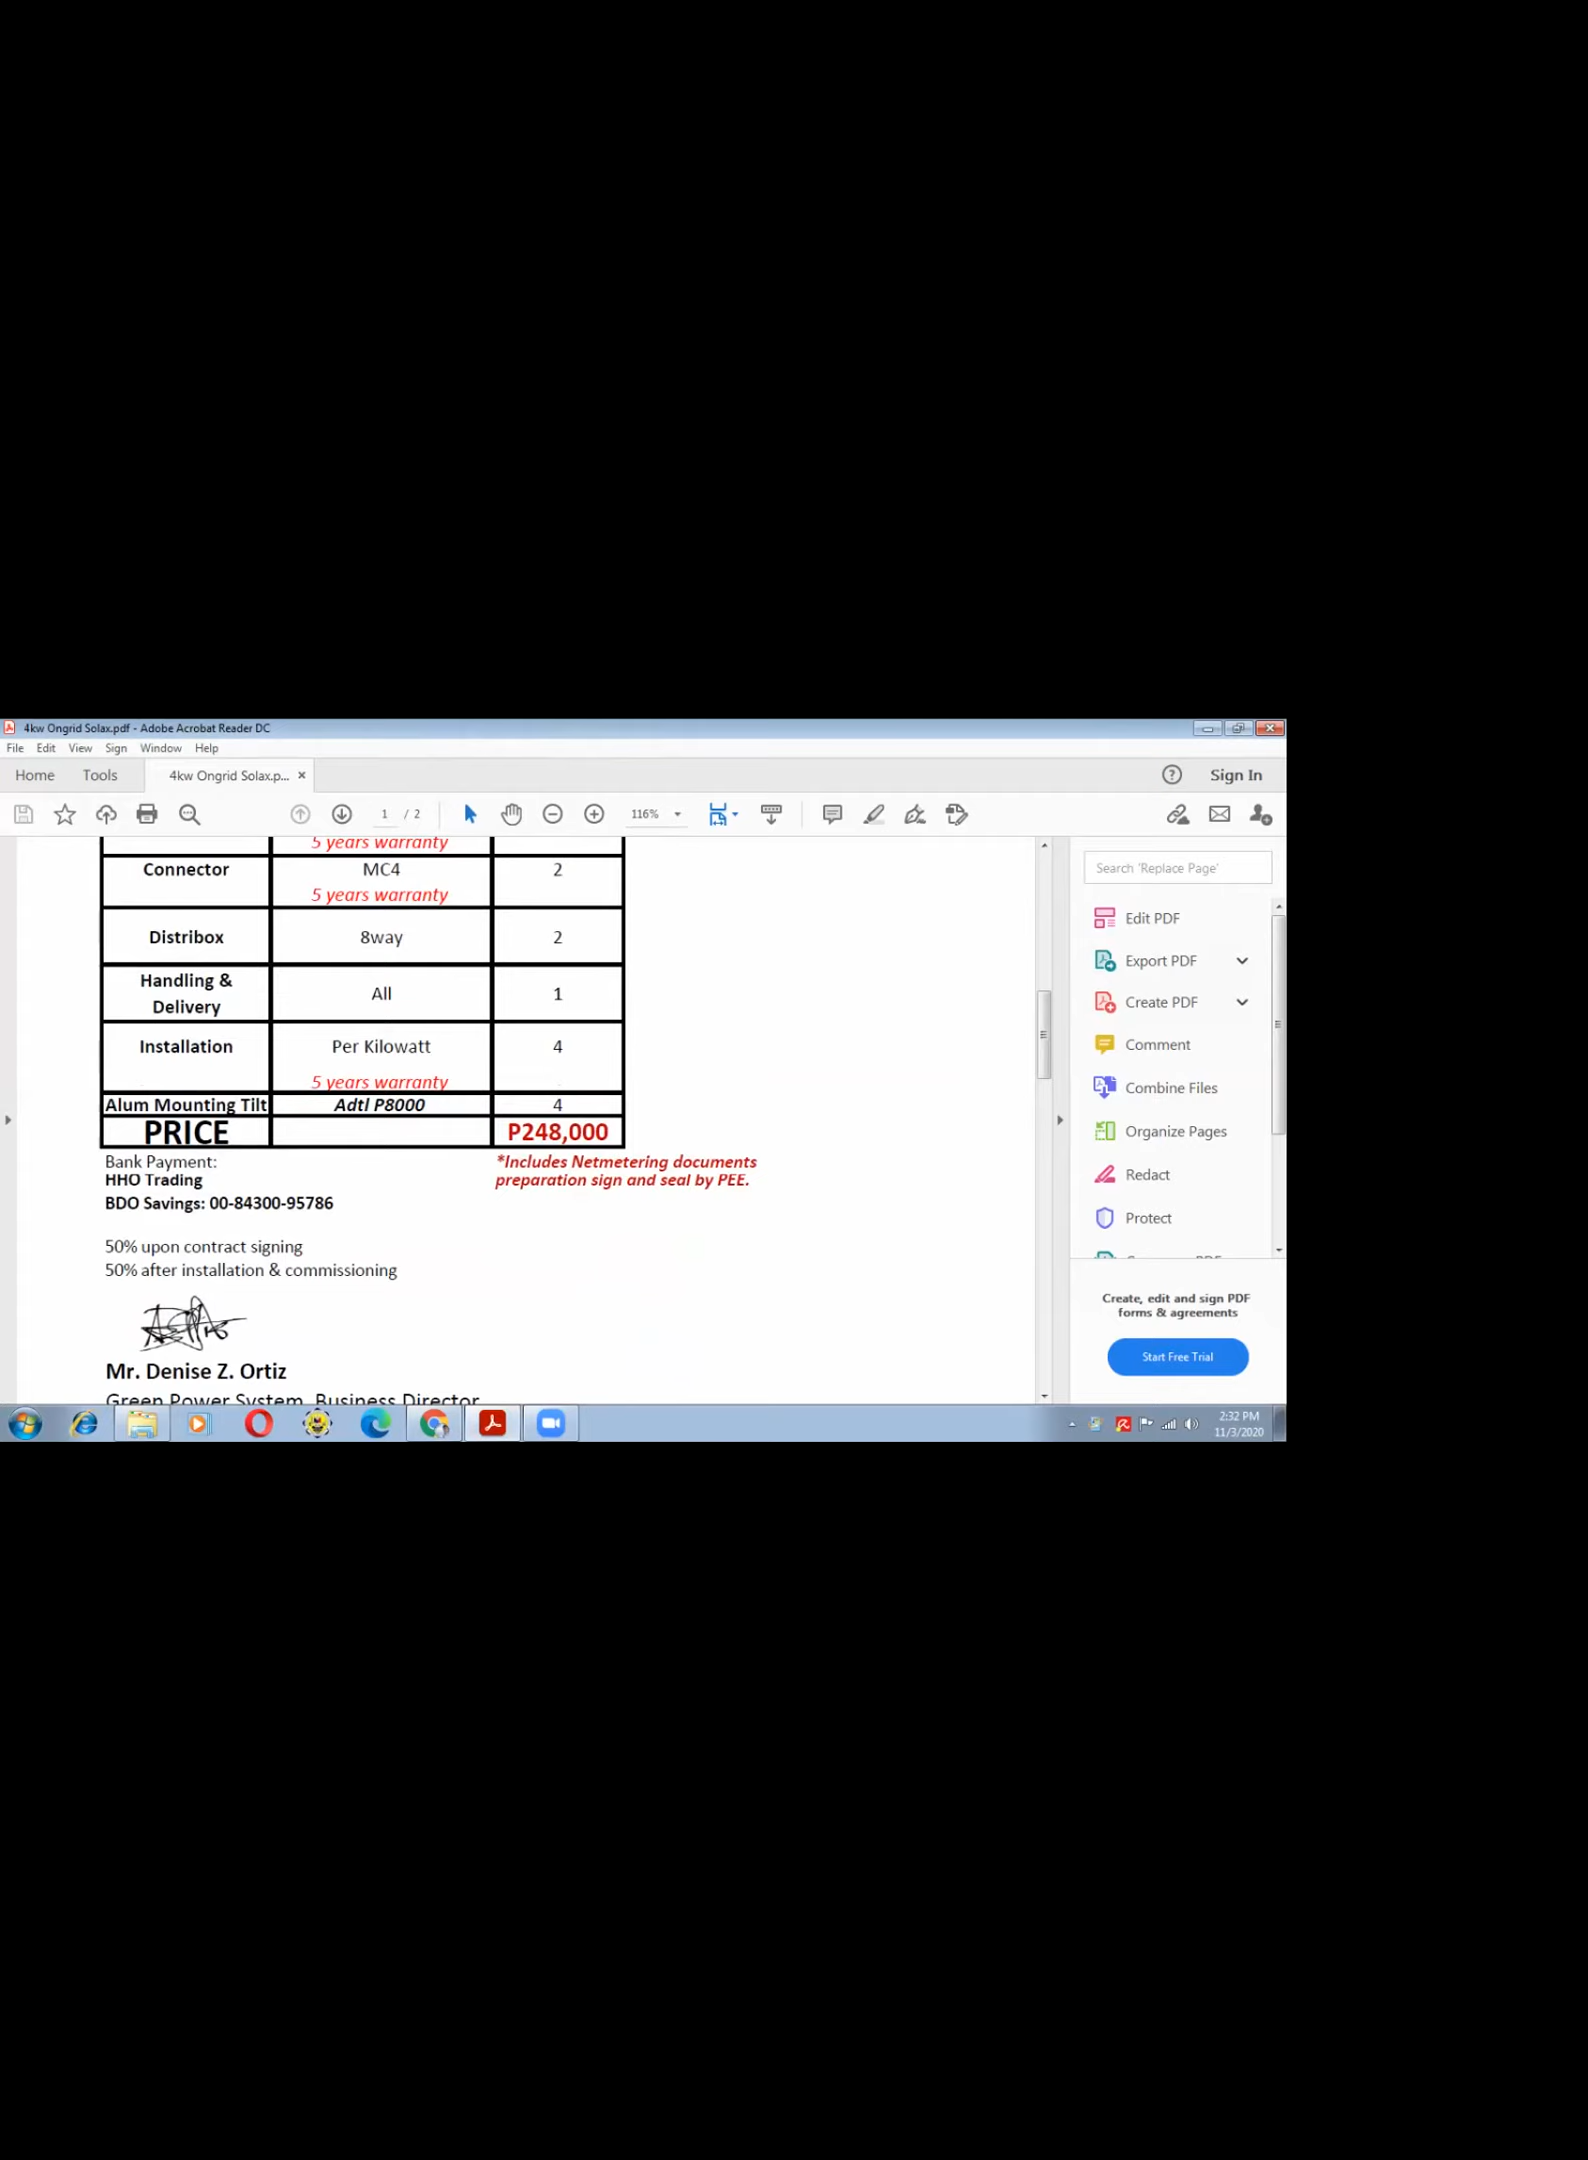 4kw Ongrid Solax.pdf - Adobe Acrobat Reader DC
File Edit View Sign Window Help
Home Tools 4kw Ongrid Solax.p... × ? Sign In
1 / 2 116%
5 years warranty
Connector MC4 2
5 years warranty
Distribox 8way 2
Handling &
Delivery All 1
Installation Per Kilowatt 4
5 years warranty
Alum Mounting Tilt Adtl P8000 4
PRICE P248,000
Bank Payment:
HHO Trading
BDO Savings: 00-84300-95786
*Includes Netmetering documents
preparation sign and seal by PEE.
50% upon contract signing
50% after installation & commissioning
Mr. Denise Z. Ortiz
Green Power System, Business Director
Search 'Replace Page'
Edit PDF
Export PDF
Create PDF
Comment
Combine Files
Organize Pages
Redact
Protect
Create, edit and sign PDF
forms & agreements
Start Free Trial
2:32 PM
11/3/2020